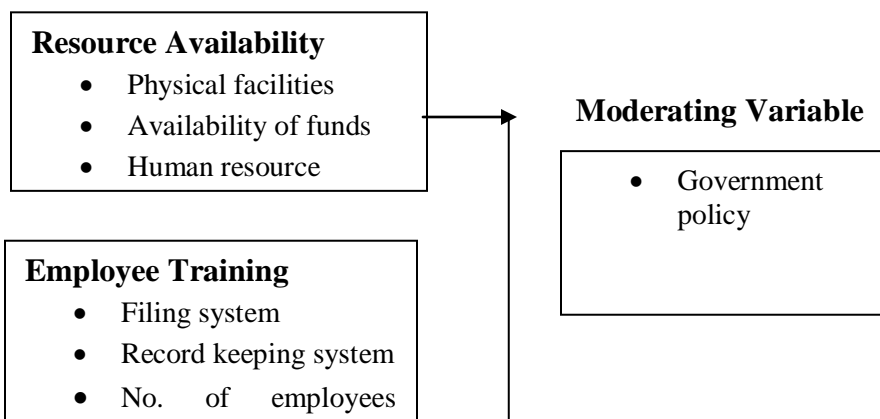 Resource Availability
• Physical facilities
• Availability of funds
• Human resource
Moderating Variable
• Government
policy
Employee Training
• Filing system
• Record keeping system
• No. of employees